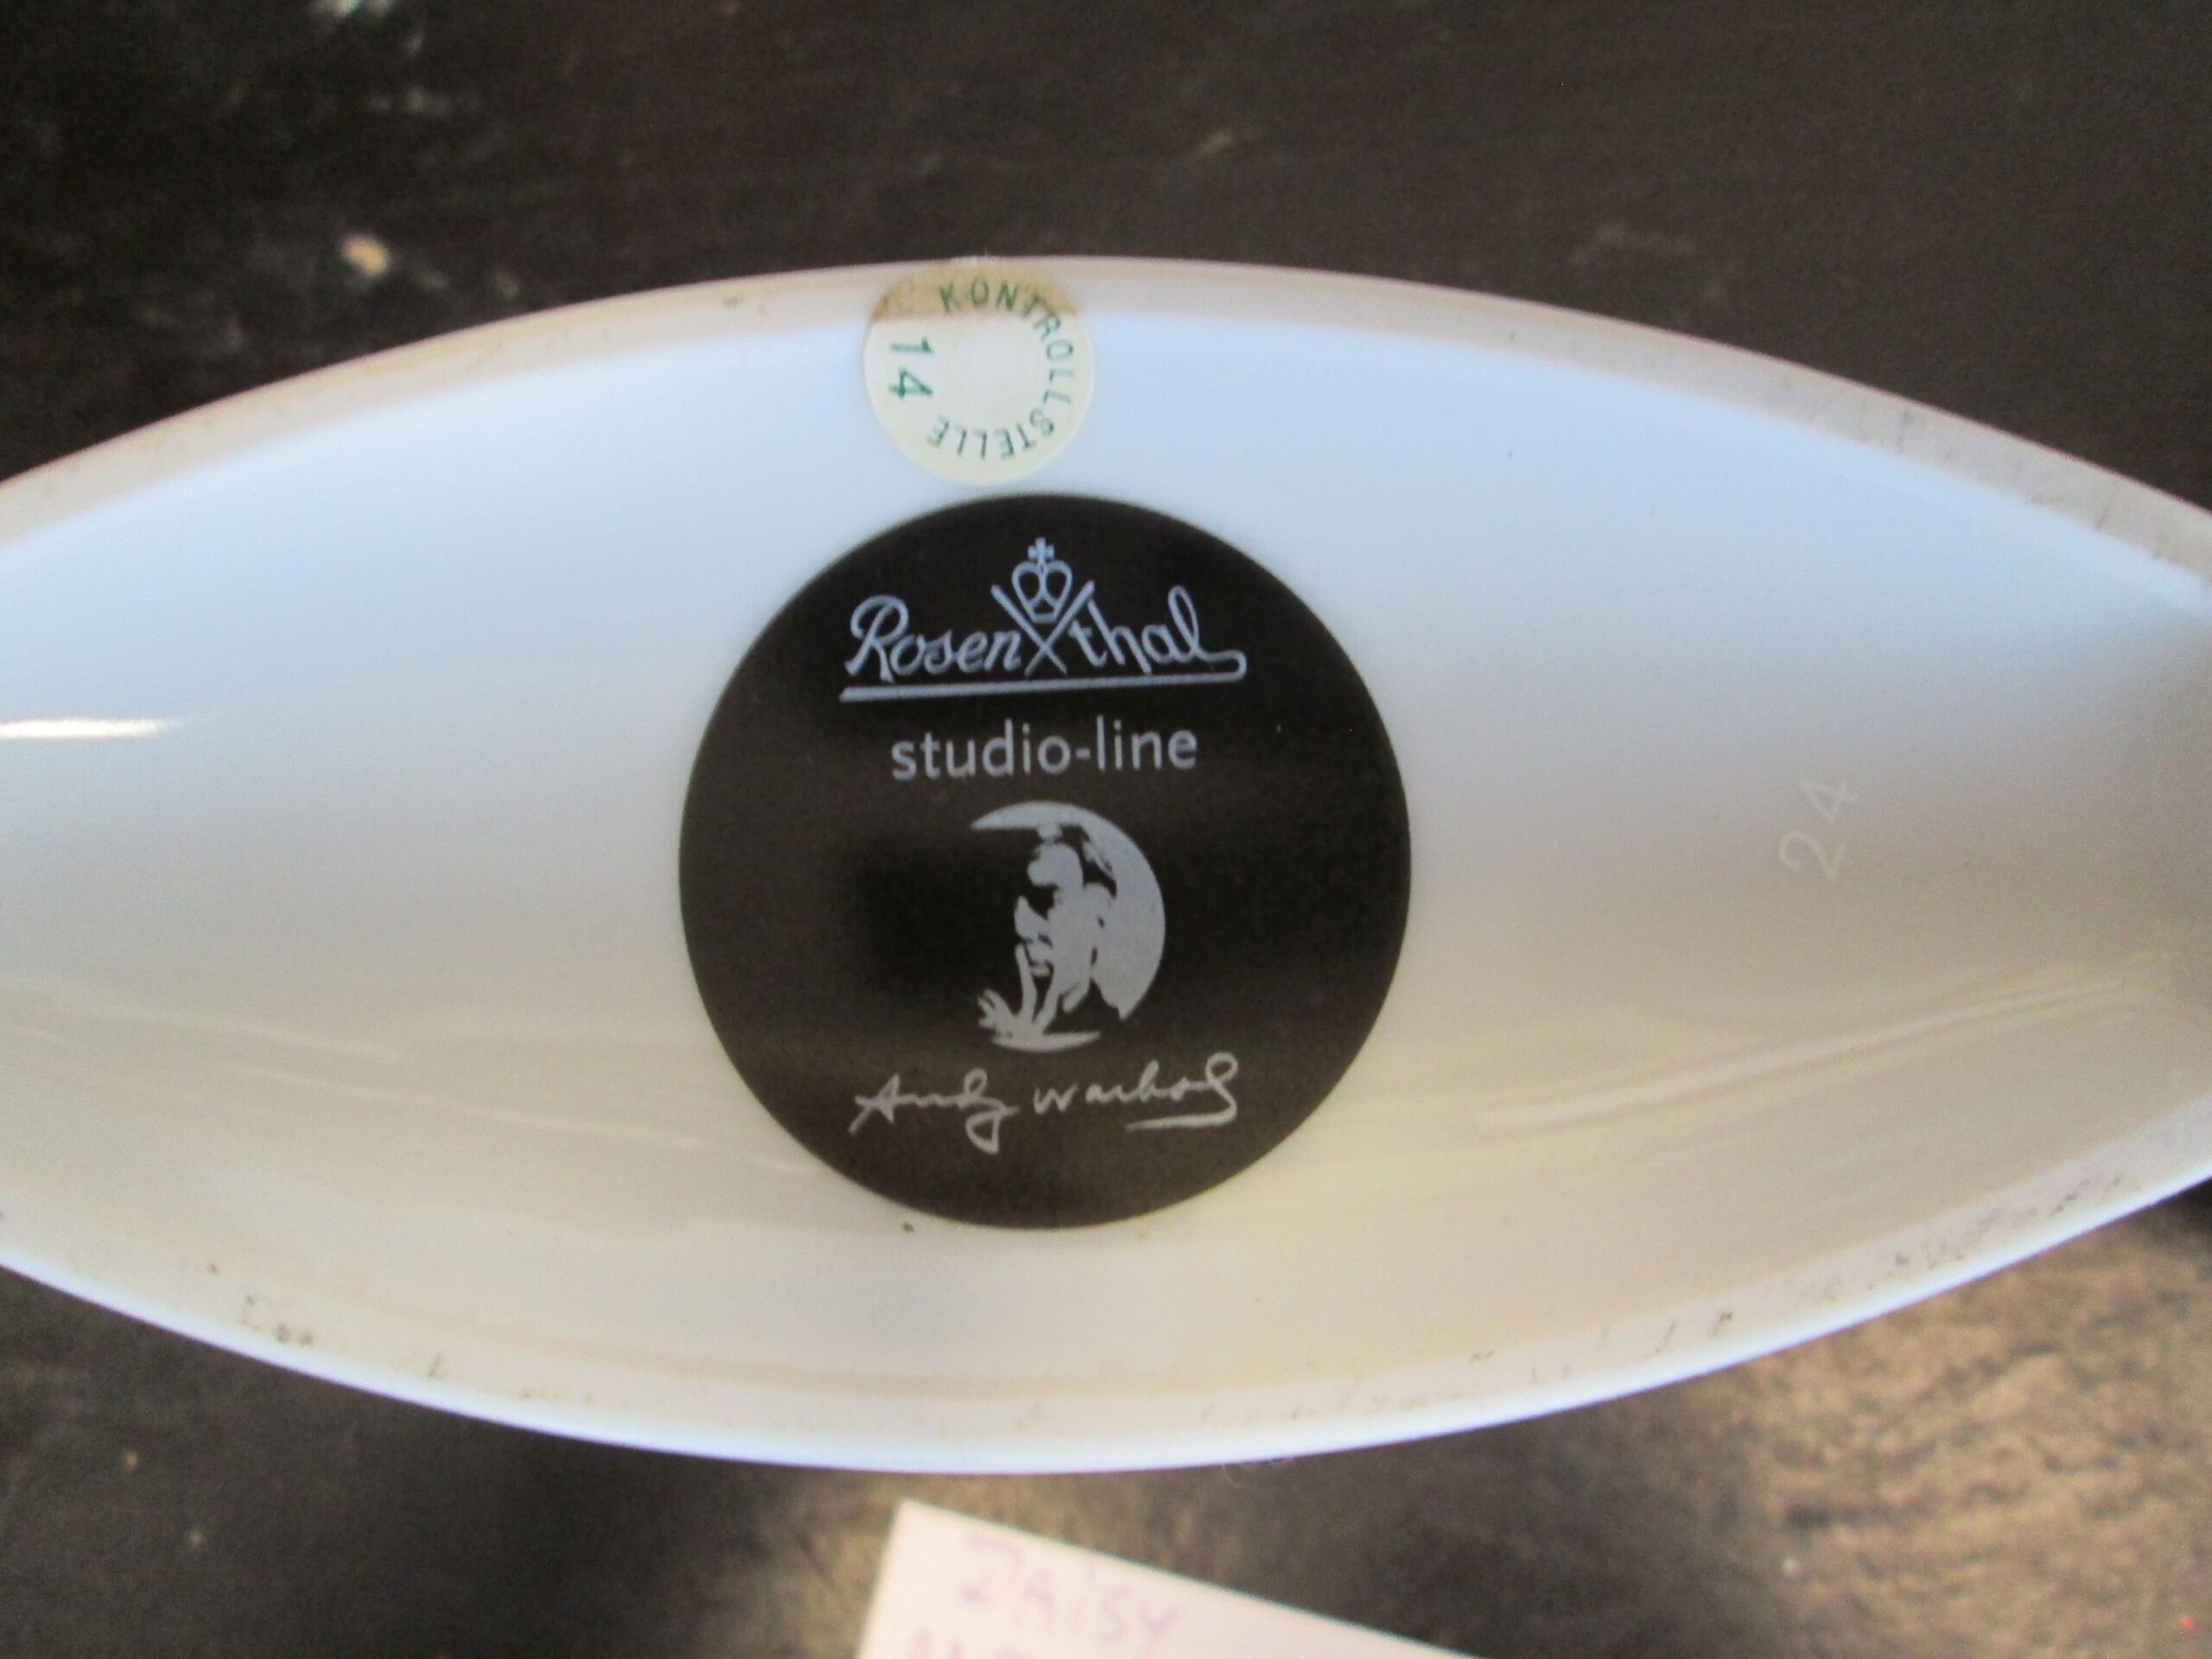 KONTROLLSTELLE
14
Rosenthal
studio-line
Andy Warhol
24
DAiSY